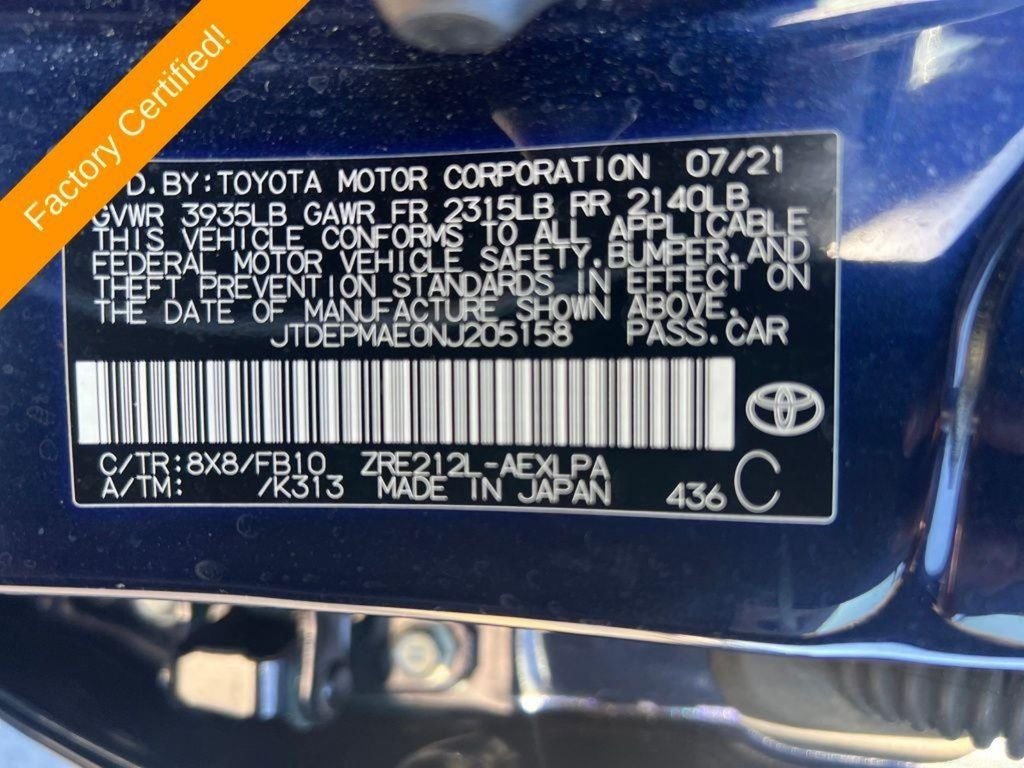 Factory Certified!
D.BY:TOYOTA MOTOR CORPORATION 07/21
GVWR 3935LB GAWR FR 2315LB RR 2140LB
THIS VEHICLE CONFORMS TO ALL APPLICABLE
FEDERAL MOTOR VEHICLE SAFETY,BUMPER,AND
THEFT PREVENTION STANDARDS IN EFFECT ON
THE DATE OF MANUFACTURE SHOWN ABOVE.
JTDEPMAE0NJ205158 PASS.CAR
C/TR:8X8/FB10 ZRE212L-AEXLPA
A/TM: /K313 MADE IN JAPAN 436 C